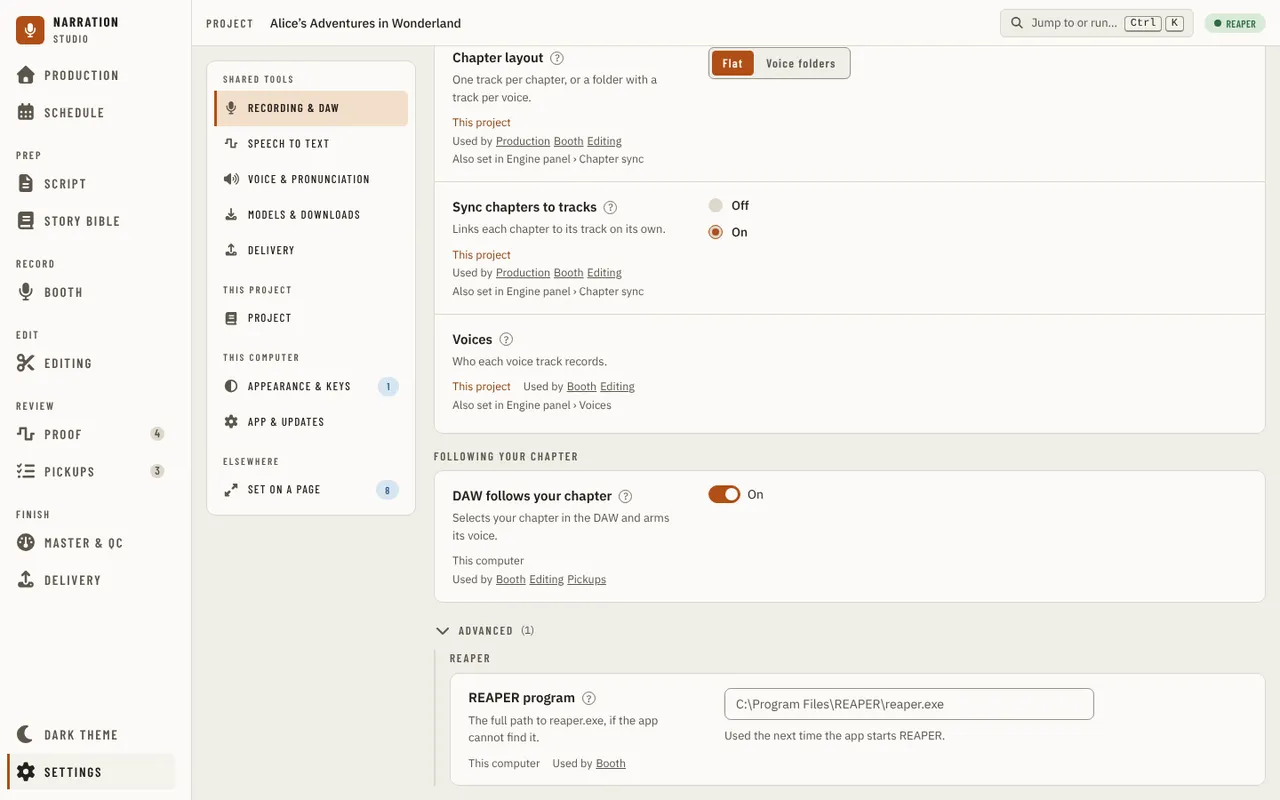 NARRATION
STUDIO
PRODUCTION
SCHEDULE
PREP
SCRIPT
STORY BIBLE
RECORD
BOOTH
EDIT
EDITING
REVIEW
PROOF 4
PICKUPS 3
FINISH
MASTER & QC
DELIVERY
DARK THEME
SETTINGS
PROJECT Alice’s Adventures in Wonderland
Jump to or run... Ctrl K
REAPER
SHARED TOOLS
RECORDING & DAW
SPEECH TO TEXT
VOICE & PRONUNCIATION
MODELS & DOWNLOADS
DELIVERY
THIS PROJECT
PROJECT
THIS COMPUTER
APPEARANCE & KEYS 1
APP & UPDATES
ELSEWHERE
SET ON A PAGE 8
Chapter layout ?
One track per chapter, or a folder with a
track per voice.
This project
Used by Production Booth Editing
Also set in Engine panel › Chapter sync
Flat Voice folders
Sync chapters to tracks ?
Links each chapter to its track on its own.
This project
Used by Production Booth Editing
Also set in Engine panel › Chapter sync
Off
On
Voices ?
Who each voice track records.
This project Used by Booth Editing
Also set in Engine panel › Voices
FOLLOWING YOUR CHAPTER
DAW follows your chapter ?
Selects your chapter in the DAW and arms
its voice.
This computer
Used by Booth Editing Pickups
On
ADVANCED (1)
REAPER
REAPER program ?
The full path to reaper.exe, if the app
cannot find it.
This computer Used by Booth
C:\Program Files\REAPER\reaper.exe
Used the next time the app starts REAPER.